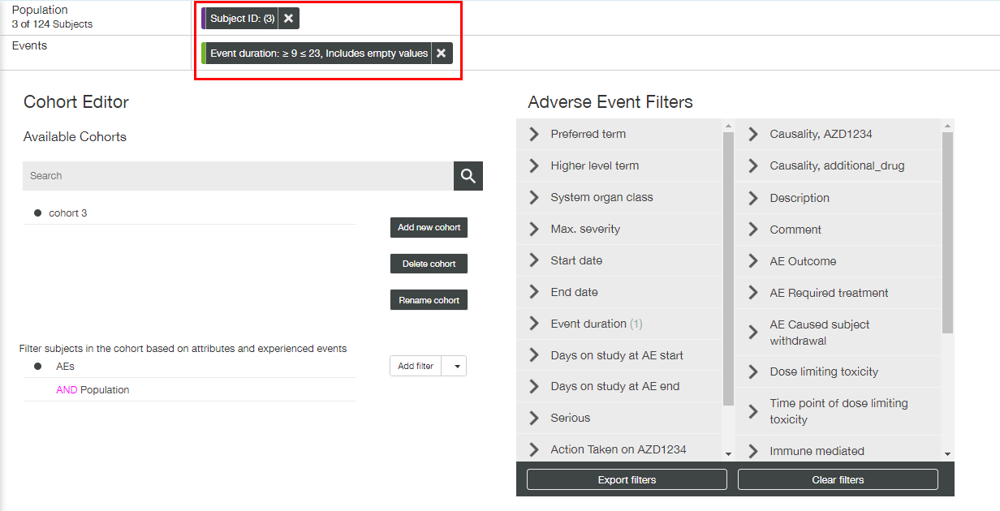 Population
3 of 124 Subjects
Subject ID: (3)
Events
Event duration: ≥ 9 ≤ 23, Includes empty values
Cohort Editor
Available Cohorts
Search
cohort 3
Add new cohort
Delete cohort
Rename cohort
Filter subjects in the cohort based on attributes and experienced events
AEs
Add filter
AND Population
Adverse Event Filters
Preferred term
Higher level term
System organ class
Max. severity
Start date
End date
Event duration (1)
Days on study at AE start
Days on study at AE end
Serious
Action Taken on AZD1234
Causality, AZD1234
Causality, additional_drug
Description
Comment
AE Outcome
AE Required treatment
AE Caused subject
withdrawal
Dose limiting toxicity
Time point of dose limiting
toxicity
Immune mediated
Export filters
Clear filters